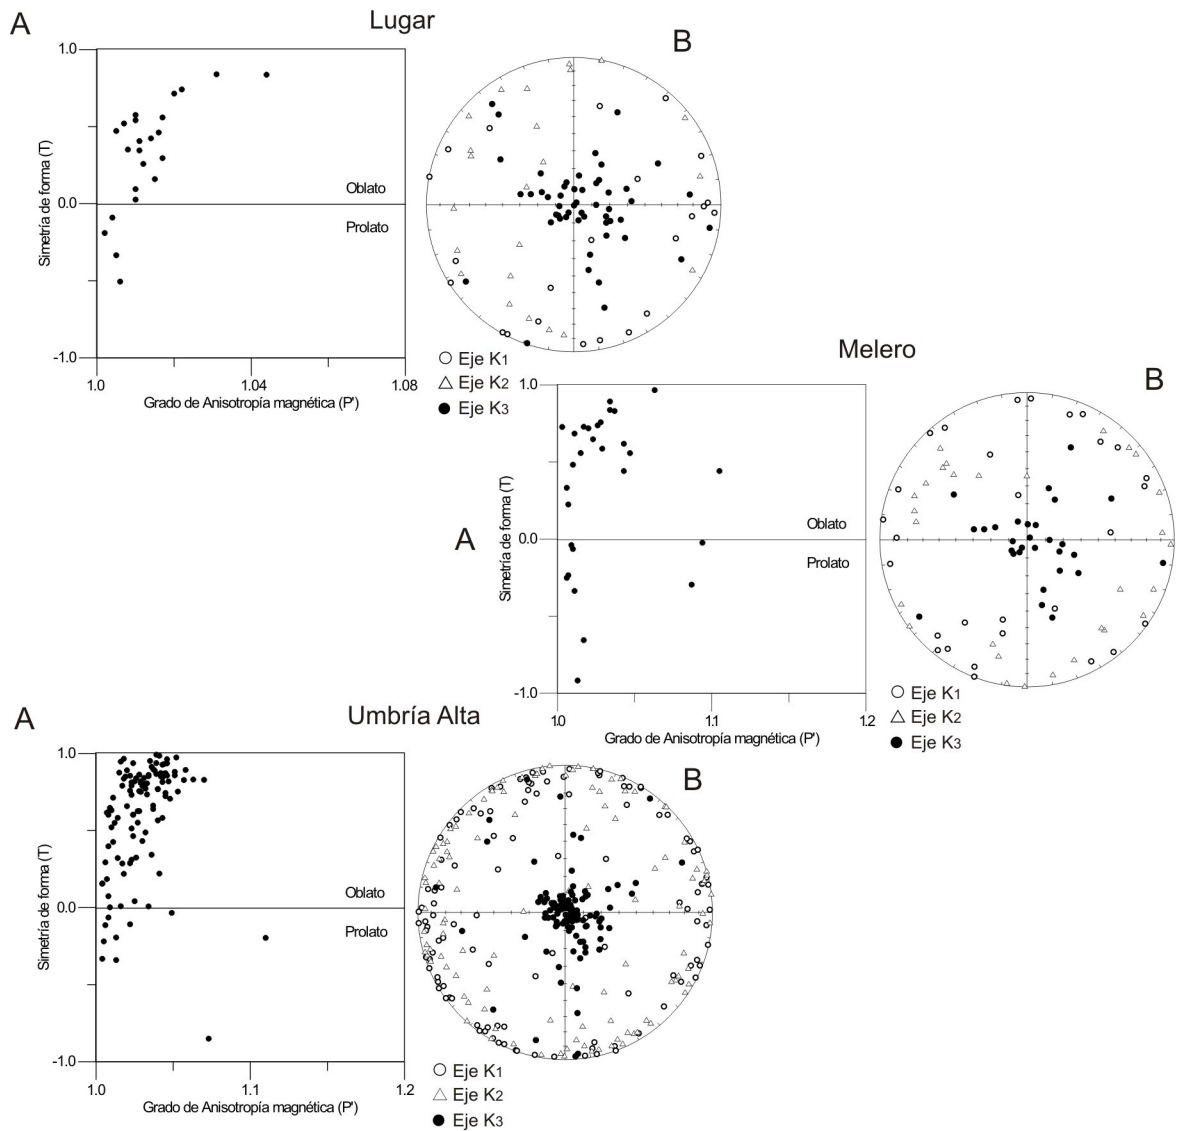 A
Lugar
B
1.0
Oblato
0.0
Prolato
-1.0
Simetría de forma (T)
1.0
1.04
1.08
Grado de Anisotropía magnética (P')
Eje K1
Eje K2
Eje K3
Melero
B
1.0
A
Oblato
0.0
Prolato
-1.0
Simetría de forma (T)
1.0
1.1
1.2
Grado de Anisotropía magnética (P')
Eje K1
Eje K2
Eje K3
A
Umbría Alta
B
1.0
Oblato
0.0
Prolato
-1.0
Simetría de forma (T)
1.0
1.1
1.2
Grado de Anisotropía magnética (P')
Eje K1
Eje K2
Eje K3